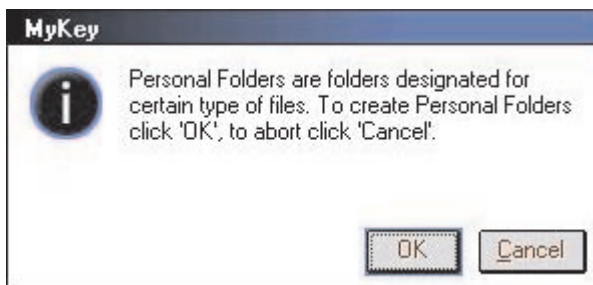 MyKey
Personal Folders are folders designated for
certain type of files. To create Personal Folders
click 'OK', to abort click 'Cancel'.
OK
Cancel